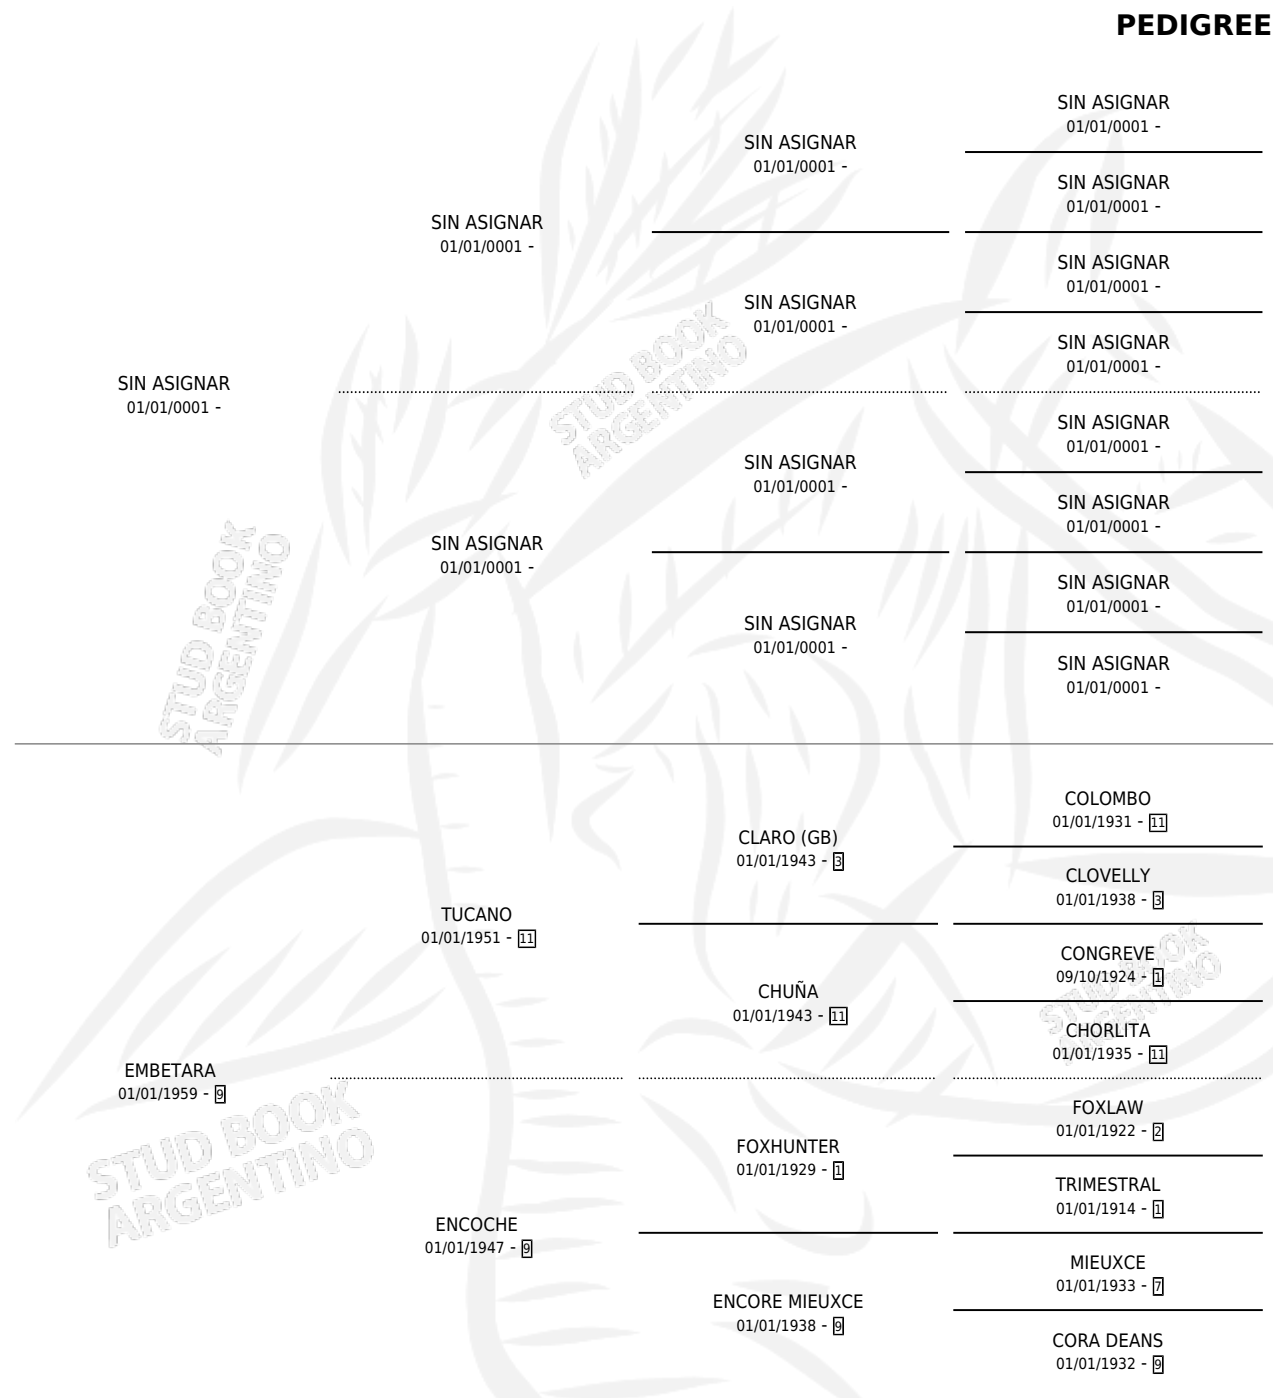 PEDIGREE
SIN ASIGNAR
01/01/0001 -
SIN ASIGNAR
01/01/0001 -
SIN ASIGNAR
01/01/0001 -
SIN ASIGNAR
01/01/0001 -
SIN ASIGNAR
01/01/0001 -
SIN ASIGNAR
01/01/0001 -
SIN ASIGNAR
01/01/0001 -
STUD BOOK
ARGENTINO
SIN ASIGNAR
01/01/0001 -
SIN ASIGNAR
01/01/0001 -
SIN ASIGNAR
01/01/0001 -
SIN ASIGNAR
01/01/0001 -
SIN ASIGNAR
01/01/0001 -
STUD BOOK
ARGENTINO
SIN ASIGNAR
01/01/0001 -
SIN ASIGNAR
01/01/0001 -
SIN ASIGNAR
01/01/0001 -
COLOMBO
01/01/1931 - 11
CLARO (GB)
01/01/1943 - 3
CLOVELLY
01/01/1938 - 3
TUCANO
01/01/1951 - 11
CONGREVE
09/10/1924 - 1
CHUÑA
01/01/1943 - 11
STUD BOOK
ARGENTINO
CHORLITA
01/01/1935 - 11
EMBETARA
01/01/1959 - 9
FOXLAW
01/01/1922 - 2
STUD BOOK
ARGENTINO
FOXHUNTER
01/01/1929 - 1
TRIMESTRAL
01/01/1914 - 1
ENCOCHE
01/01/1947 - 9
MIEUXCE
01/01/1933 - 7
ENCORE MIEUXCE
01/01/1938 - 9
CORA DEANS
01/01/1932 - 9